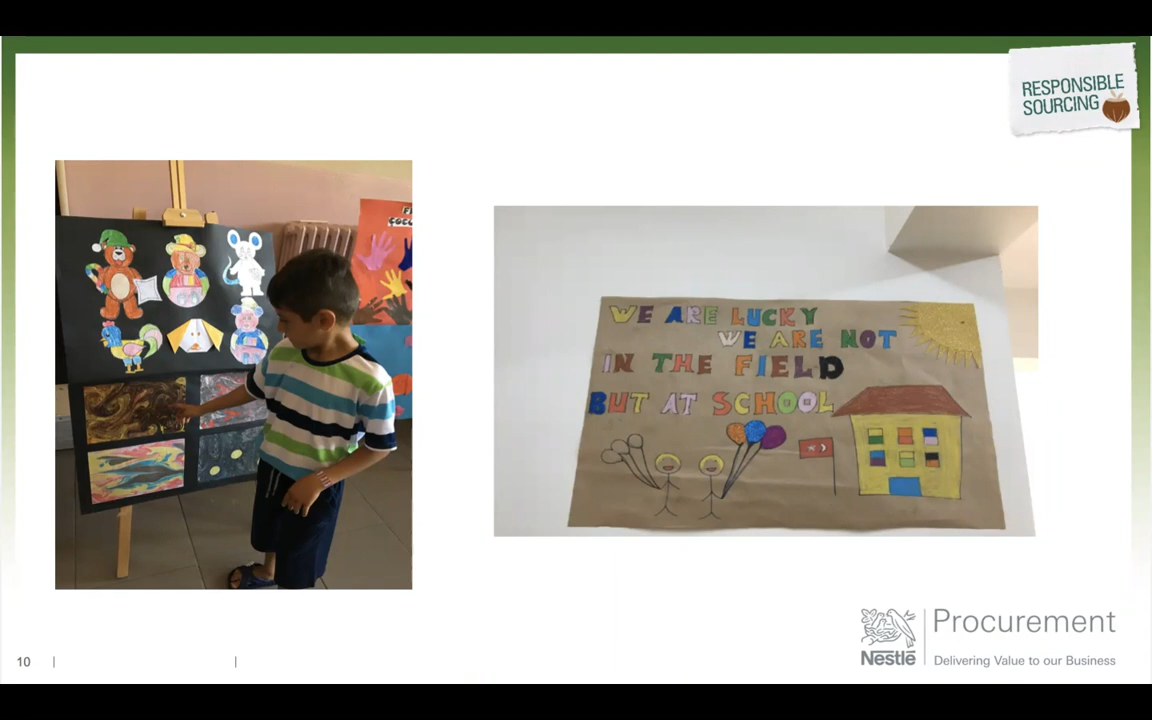 RESPONSIBLE
SOURCING
WE ARE LUCKY
WE ARE NOT
IN THE FIELD
BUT AT SCHOOL
Nestlé
Procurement
Delivering Value to our Business
10